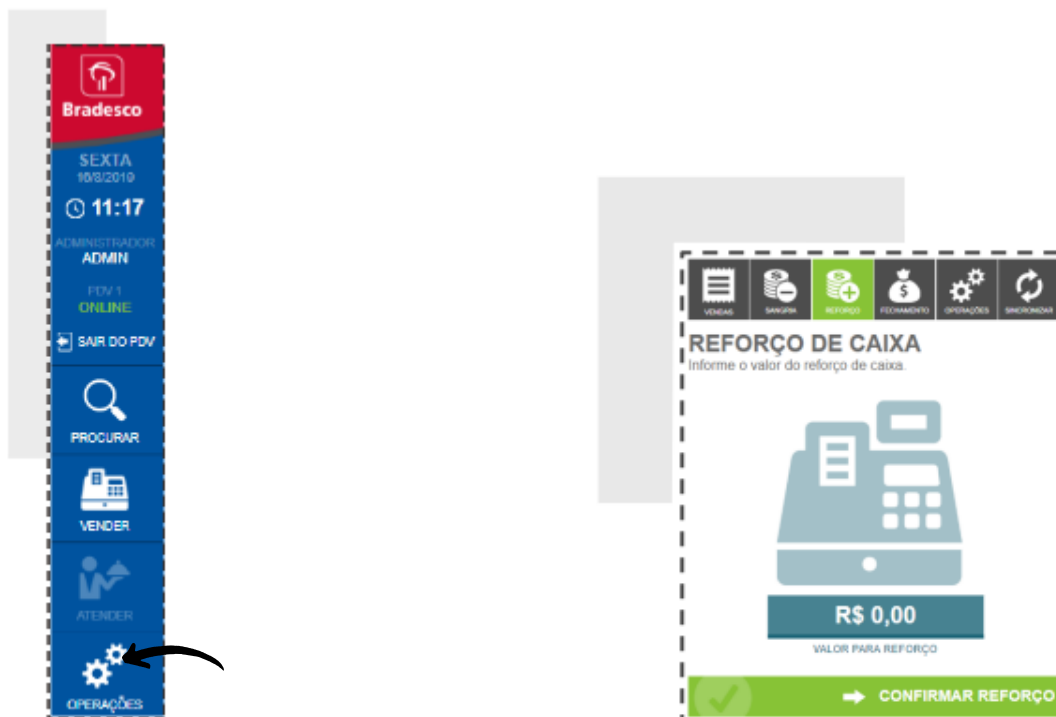 Bradesco
SEXTA
16/8/2019
11:17
ADMINISTRADOR
ADMIN
PDV 1
ONLINE
SAIR DO PDV
PROCURAR
VENDER
ATENDER
OPERAÇÕES
VENDAS
SANGRIA
REFORÇO
FECHAMENTO
OPERAÇÕES
SINCRONIZAR
REFORÇO DE CAIXA
Informe o valor do reforço de caixa.
R$ 0,00
VALOR PARA REFORÇO
CONFIRMAR REFORÇO